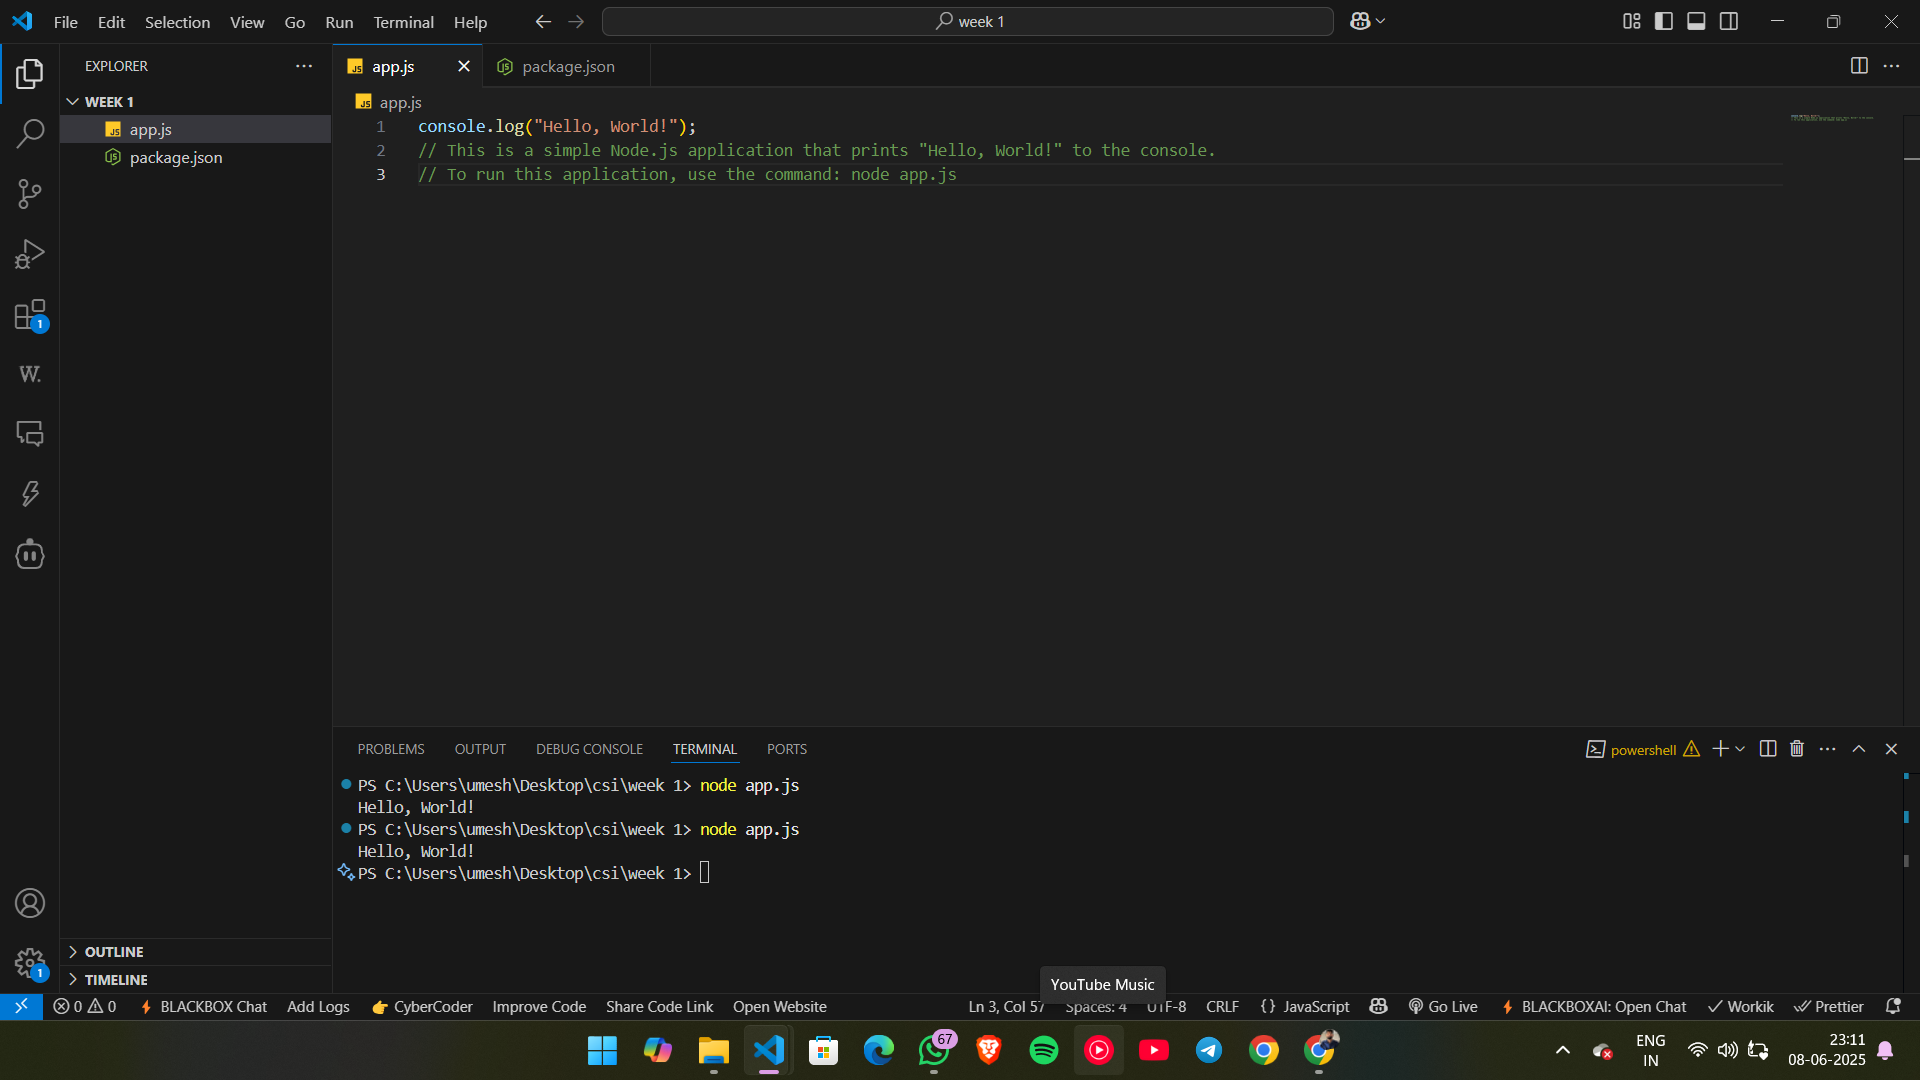 File Edit Selection View Go Run Terminal Help
week 1
EXPLORER
WEEK 1
JS app.js
JS package.json
OUTLINE
TIMELINE
JS app.js
JS package.json
JS app.js
1 console.log("Hello, World!");
2 // This is a simple Node.js application that prints "Hello, World!" to the console.
3 // To run this application, use the command: node app.js
1
W.
1
PROBLEMS OUTPUT DEBUG CONSOLE TERMINAL PORTS
powershell
PS C:\Users\umesh\Desktop\csi\week 1> node app.js
Hello, World!
PS C:\Users\umesh\Desktop\csi\week 1> node app.js
Hello, World!
PS C:\Users\umesh\Desktop\csi\week 1>
YouTube Music
0 0 BLACKBOX Chat Add Logs CyberCoder Improve Code Share Code Link Open Website Ln 3, Col 57 Spaces: 4 UTF-8 CRLF {} JavaScript Go Live BLACKBOXAI: Open Chat Workik Prettier
67
ENG
IN
23:11
08-06-2025